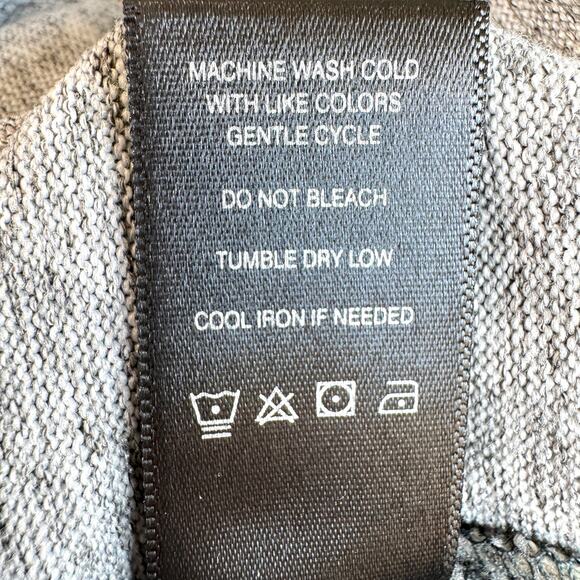 MACHINE WASH COLD
WITH LIKE COLORS
GENTLE CYCLE
DO NOT BLEACH
TUMBLE DRY LOW
COOL IRON IF NEEDED